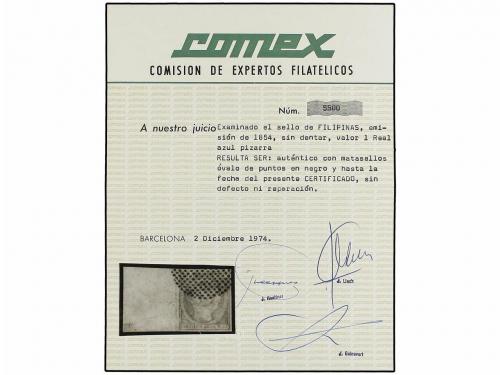 comex
COMISION DE EXPERTOS FILATELICOS
Núm. 5500
A nuestro juicio Examinado el sello de FILIPINAS, emi-
sión de 1854, sin dentar, valor 1 Real
azul pizarra
RESULTA SER: auténtico con matasellos
óvalo de puntos en negro y hasta la
fecha del presente CERTIFICADO, sin
defecto ni reparación.
BARCELONA 2 Diciembre 1974.